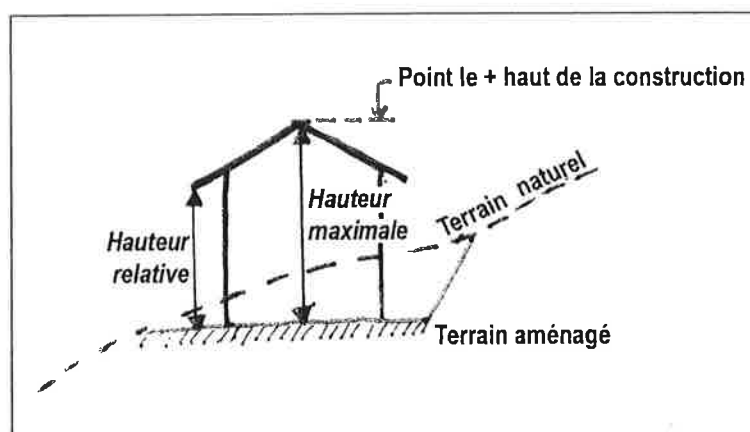 Point le + haut de la construction
Hauteur
maximale
Terrain naturel
Hauteur
relative
Terrain aménagé